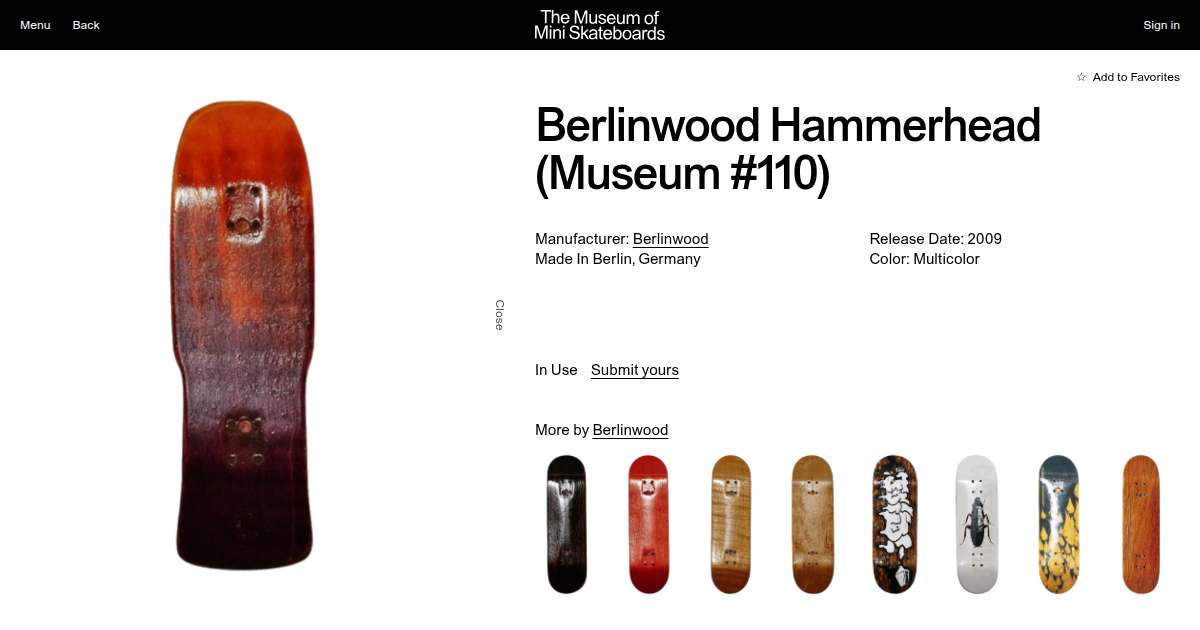 Menu
Back
The Museum of
Mini Skateboards
Sign in
☆ Add to Favorites
Berlinwood Hammerhead
(Museum #110)
Manufacturer: Berlinwood
Made In Berlin, Germany
Release Date: 2009
Color: Multicolor
Close
In Use
Submit yours
More by Berlinwood